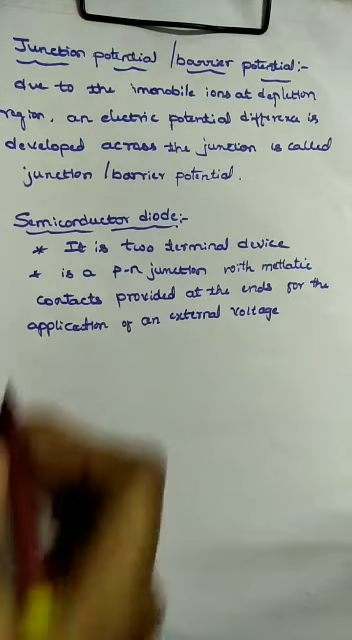 Junction potential / barrier potential :-
due to the immobile ions at depletion
region, an electric potential difference is
developed across the junction is called
junction / barrier potential.
Semiconductor diode:-
* It is two terminal device
* is a p-n junction with metlatic
contacts provided at the ends for the
application of an external voltage